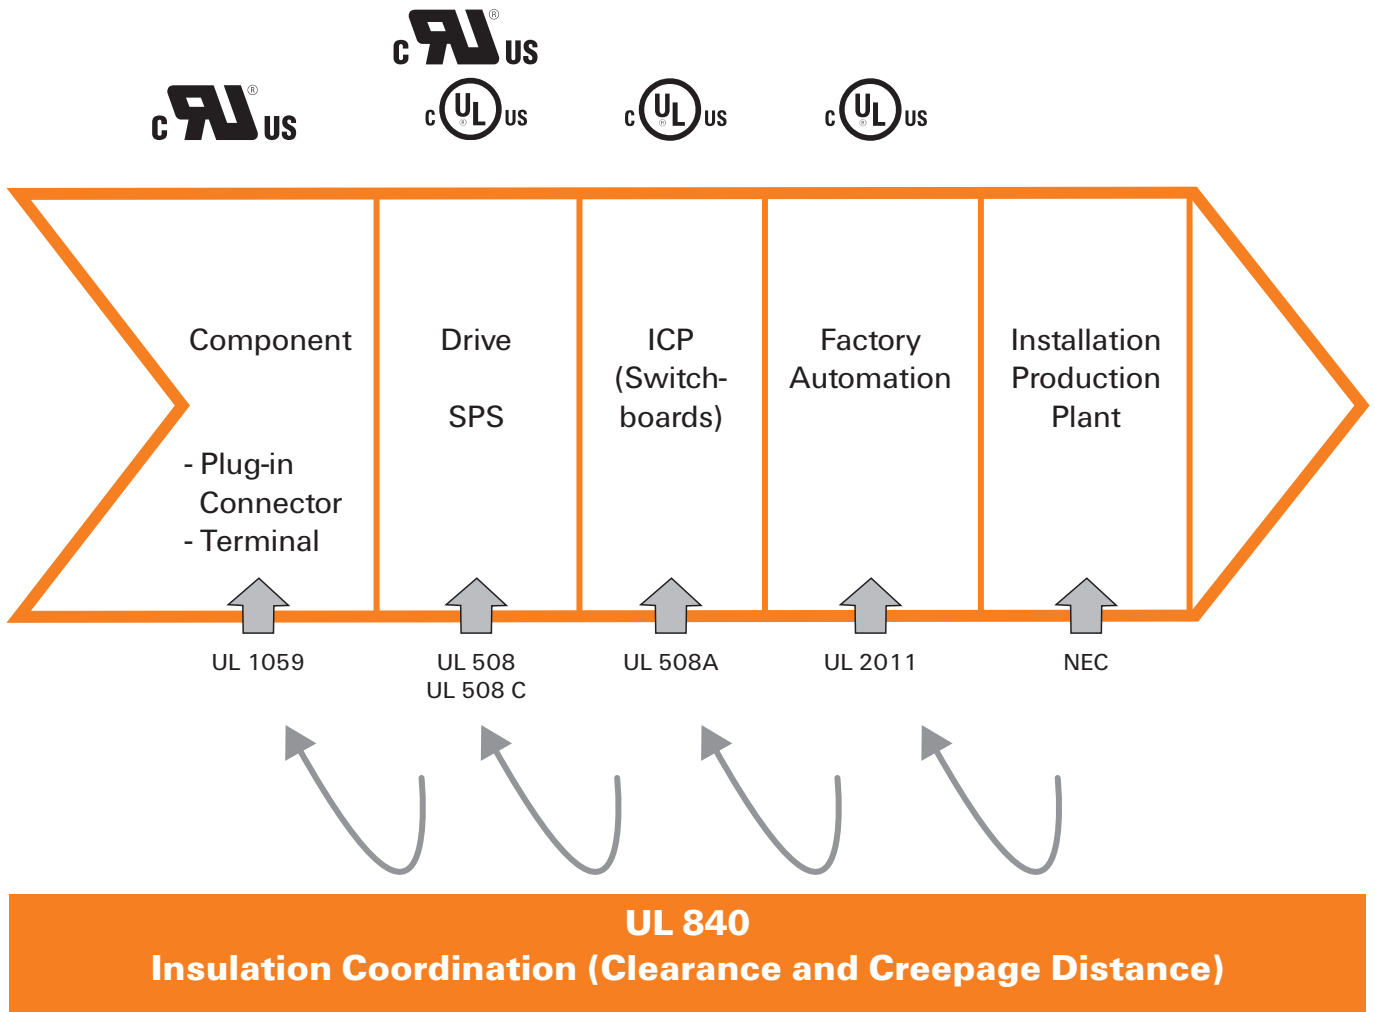 c RU ® US
c UL ® US
c RU ® US
c UL ® US
c UL ® US
Component
- Plug-in
Connector
- Terminal
Drive
SPS
ICP
(Switch-
boards)
Factory
Automation
Installation
Production
Plant
UL 1059
UL 508
UL 508 C
UL 508A
UL 2011
NEC
UL 840
Insulation Coordination (Clearance and Creepage Distance)